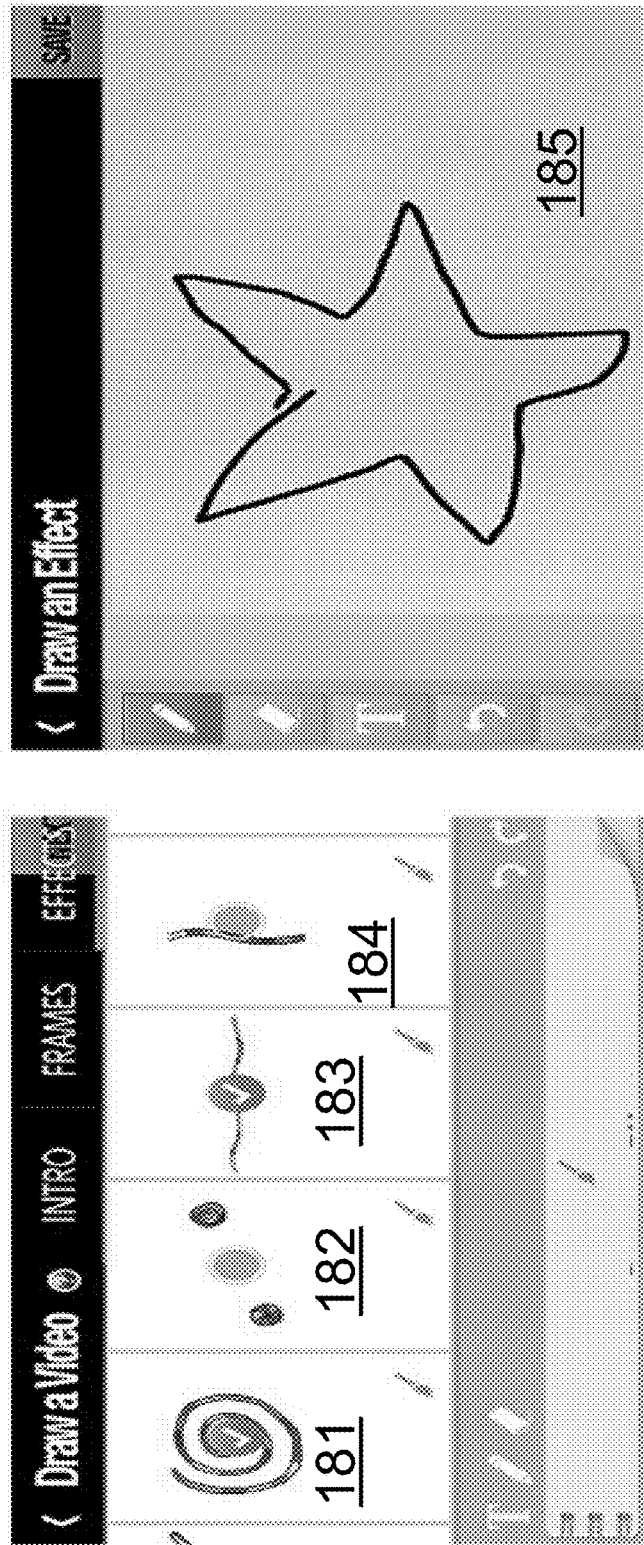 < Draw a Video INTRO FRAMES EFFECTS
181
182
183
184
T
< Draw an Effect SAVE
T
185